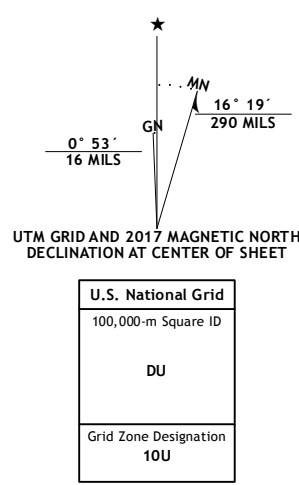 ★
MN
GN
16° 19´
290 MILS
0° 53´
16 MILS
UTM GRID AND 2017 MAGNETIC NORTH
DECLINATION AT CENTER OF SHEET
U.S. National Grid
100,000-m Square ID
DU
Grid Zone Designation
10U